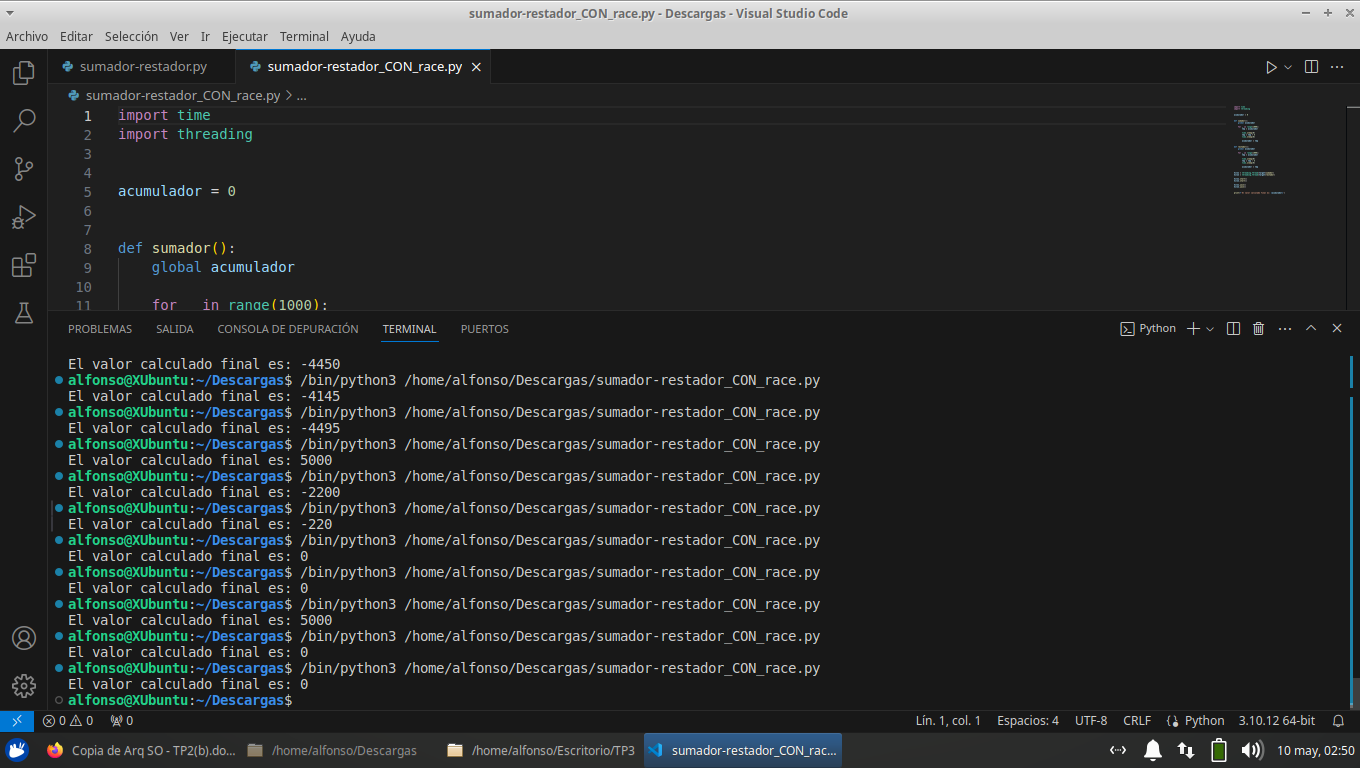 sumador-restador_CON_race.py - Descargas - Visual Studio Code
Archivo Editar Selección Ver Ir Ejecutar Terminal Ayuda
sumador-restador.py sumador-restador_CON_race.py
sumador-restador_CON_race.py > ...
1 import time
2 import threading
3
4
5 acumulador = 0
6
7
8 def sumador():
9 global acumulador
10
11 for _ in range(1000):
PROBLEMAS SALIDA CONSOLA DE DEPURACIÓN TERMINAL PUERTOS Python
El valor calculado final es: -4450
alfonso@XUbuntu:~/Descargas$ /bin/python3 /home/alfonso/Descargas/sumador-restador_CON_race.py
El valor calculado final es: -4145
alfonso@XUbuntu:~/Descargas$ /bin/python3 /home/alfonso/Descargas/sumador-restador_CON_race.py
El valor calculado final es: -4495
alfonso@XUbuntu:~/Descargas$ /bin/python3 /home/alfonso/Descargas/sumador-restador_CON_race.py
El valor calculado final es: 5000
alfonso@XUbuntu:~/Descargas$ /bin/python3 /home/alfonso/Descargas/sumador-restador_CON_race.py
El valor calculado final es: -2200
alfonso@XUbuntu:~/Descargas$ /bin/python3 /home/alfonso/Descargas/sumador-restador_CON_race.py
El valor calculado final es: -220
alfonso@XUbuntu:~/Descargas$ /bin/python3 /home/alfonso/Descargas/sumador-restador_CON_race.py
El valor calculado final es: 0
alfonso@XUbuntu:~/Descargas$ /bin/python3 /home/alfonso/Descargas/sumador-restador_CON_race.py
El valor calculado final es: 0
alfonso@XUbuntu:~/Descargas$ /bin/python3 /home/alfonso/Descargas/sumador-restador_CON_race.py
El valor calculado final es: 5000
alfonso@XUbuntu:~/Descargas$ /bin/python3 /home/alfonso/Descargas/sumador-restador_CON_race.py
El valor calculado final es: 0
alfonso@XUbuntu:~/Descargas$ /bin/python3 /home/alfonso/Descargas/sumador-restador_CON_race.py
El valor calculado final es: 0
alfonso@XUbuntu:~/Descargas$
0 0 0 Lín. 1, col. 1 Espacios: 4 UTF-8 CRLF Python 3.10.12 64-bit
Copia de Arq SO - TP2(b).do... /home/alfonso/Descargas /home/alfonso/Escritorio/TP3 sumador-restador_CON_rac... 10 may, 02:50